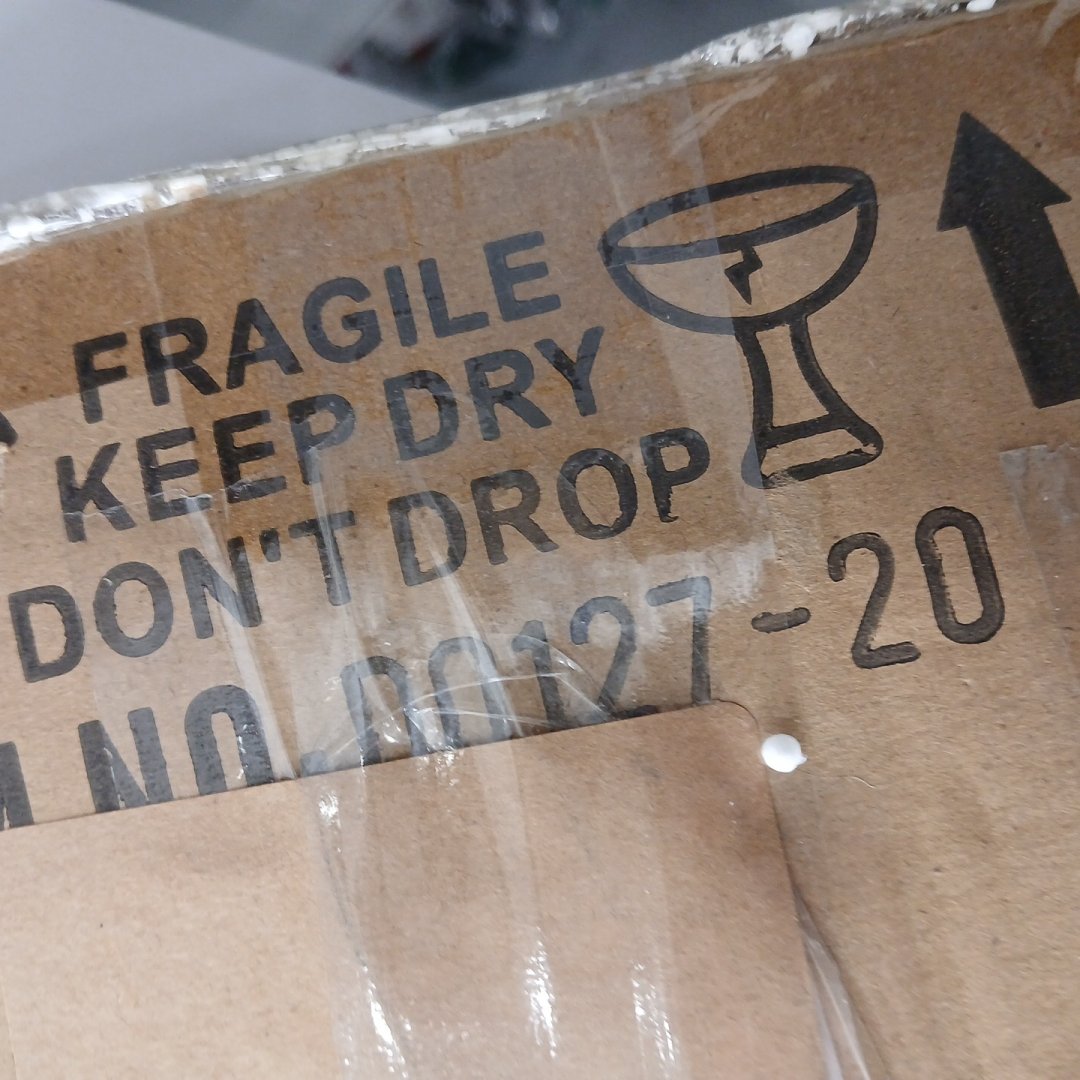 FRAGILE
KEEP DRY
DON'T DROP
NO.00127-20